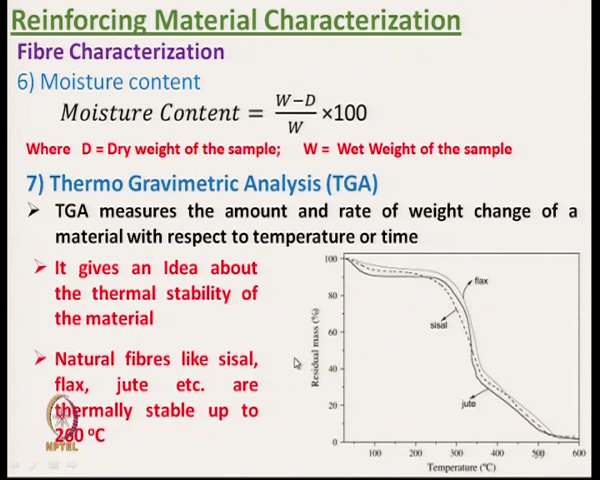 Reinforcing Material Characterization
Fibre Characterization
6) Moisture content
Moisture Content = W−D/W ×100
Where D = Dry weight of the sample; W = Wet Weight of the sample
7) Thermo Gravimetric Analysis (TGA)
➤ TGA measures the amount and rate of weight change of a
material with respect to temperature or time
➤ It gives an Idea about
the thermal stability of
the material
➤ Natural fibres like sisal,
flax, jute etc. are
thermally stable up to
260 ºC
NPTEL
Residual mass (%)
100
80
60
40
20
0
flax
sisal
jute
100 200 300 400 500 600
Temperature (ºC)